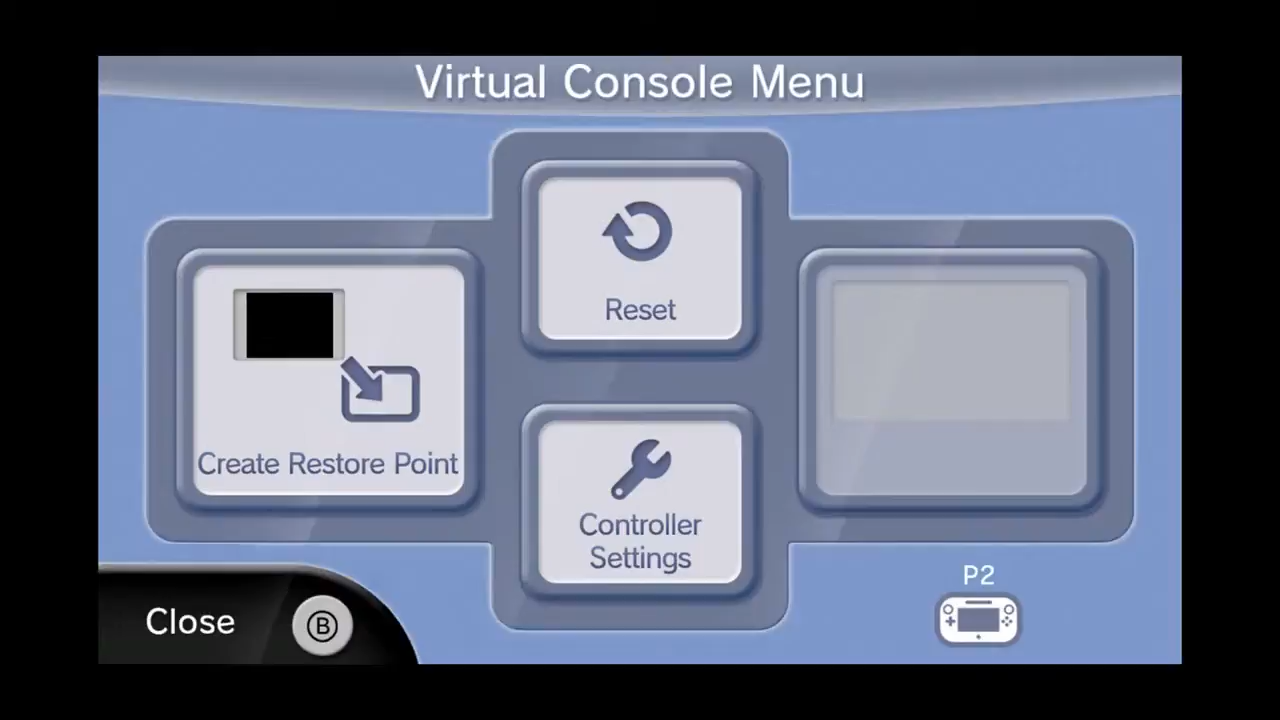 Virtual Console Menu
Reset
Create Restore Point
Controller
Settings
P2
Close
B